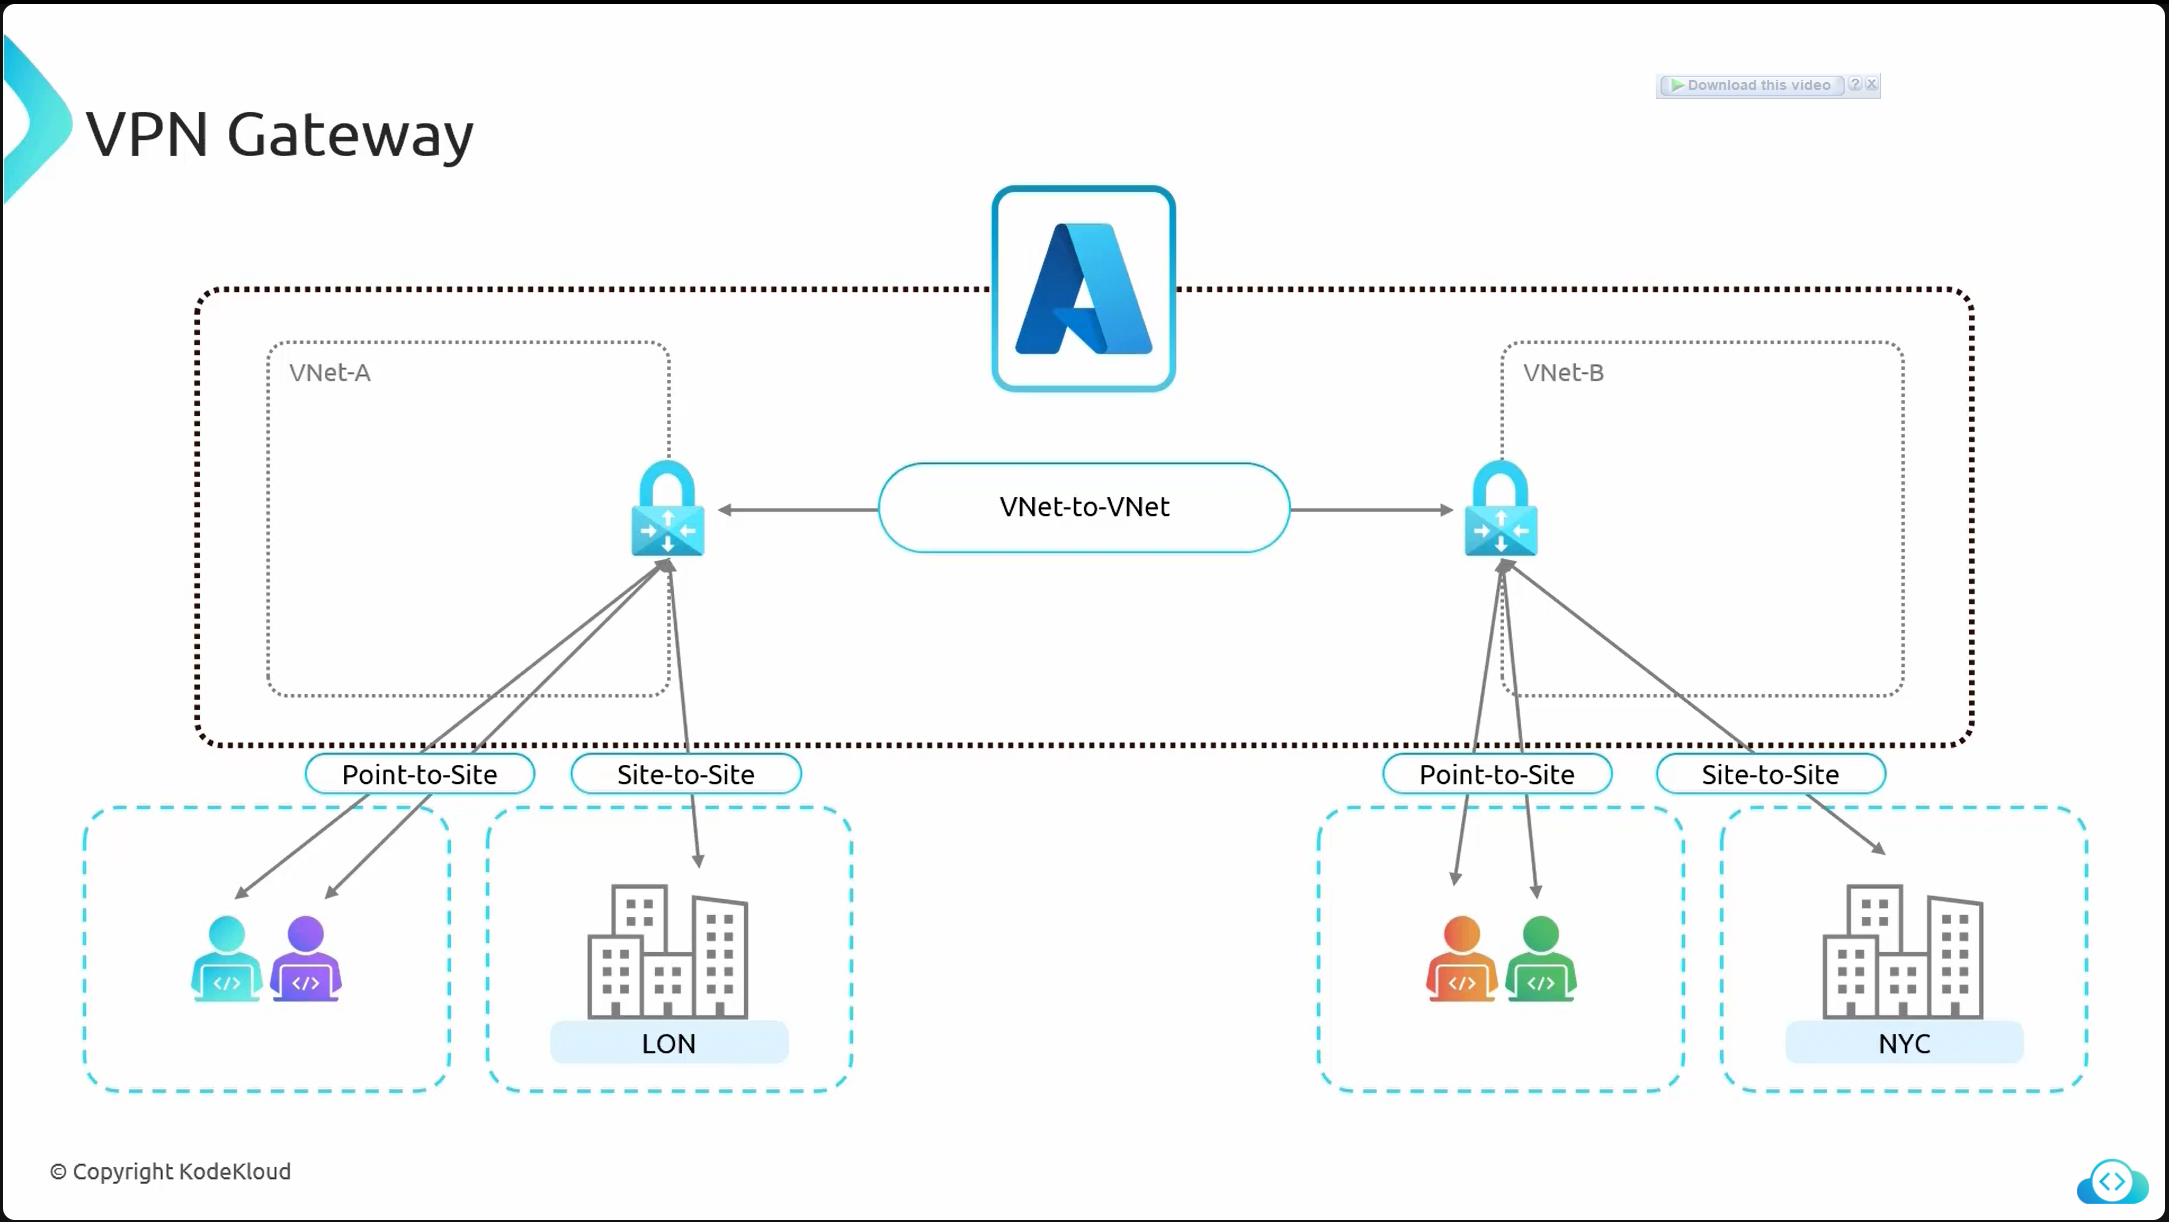 Download this video ? X
VPN Gateway
VNet-A
VNet-B
VNet-to-VNet
Point-to-Site
Site-to-Site
Point-to-Site
Site-to-Site
</>
</>
</>
</>
LON
NYC
© Copyright KodeKloud